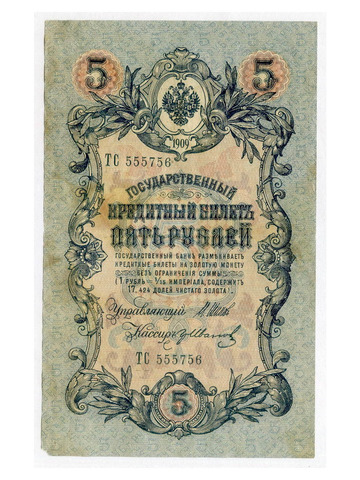 5 5
1909
ТС 555756
ГОСУДАРСТВЕННЫЙ
КРЕДИТНЫЙ БИЛЕТЪ
ПЯТЬ РУБЛЕЙ
ГОСУДАРСТВЕННЫЙ БАНКЪ РАЗМѢНИВАЕТЪ
КРЕДИТНЫЕ БИЛЕТЫ НА ЗОЛОТУЮ МОНЕТУ
БЕЗЪ ОГРАНИЧЕНІЯ СУММЫ
(1 РУБЛЬ = 1/15 ИМПЕРІАЛА, СОДЕРЖИТЪ
17,424 ДОЛЕЙ ЧИСТАГО ЗОЛОТА).
Управляющій
Кассиръ
ТС 555756
5